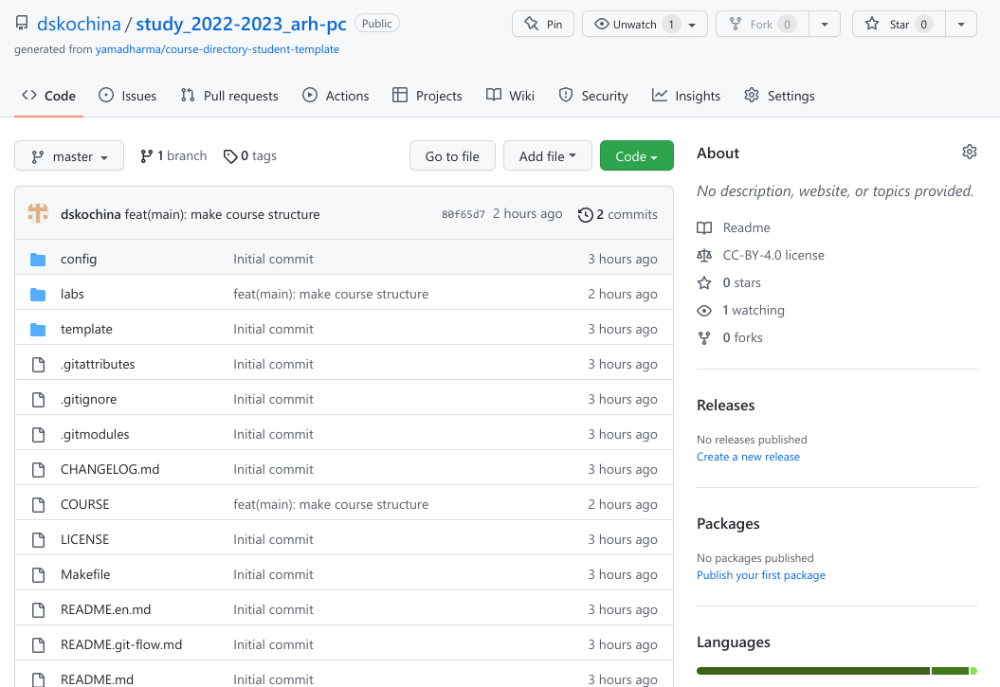 dskochina / study_2022-2023_arh-pc Public
Pin Unwatch 1 Fork 0 Star 0
generated from yamadharma/course-directory-student-template
Code Issues Pull requests Actions Projects Wiki Security Insights Settings
master 1 branch 0 tags Go to file Add file Code
dskochina feat(main): make course structure 80f65d7 2 hours ago 2 commits
config Initial commit 3 hours ago
labs feat(main): make course structure 2 hours ago
template Initial commit 3 hours ago
.gitattributes Initial commit 3 hours ago
.gitignore Initial commit 3 hours ago
.gitmodules Initial commit 3 hours ago
CHANGELOG.md Initial commit 3 hours ago
COURSE feat(main): make course structure 2 hours ago
LICENSE Initial commit 3 hours ago
Makefile Initial commit 3 hours ago
README.en.md Initial commit 3 hours ago
README.git-flow.md Initial commit 3 hours ago
README.md Initial commit 3 hours ago
About
No description, website, or topics provided.
Readme
CC-BY-4.0 license
0 stars
1 watching
0 forks
Releases
No releases published
Create a new release
Packages
No packages published
Publish your first package
Languages